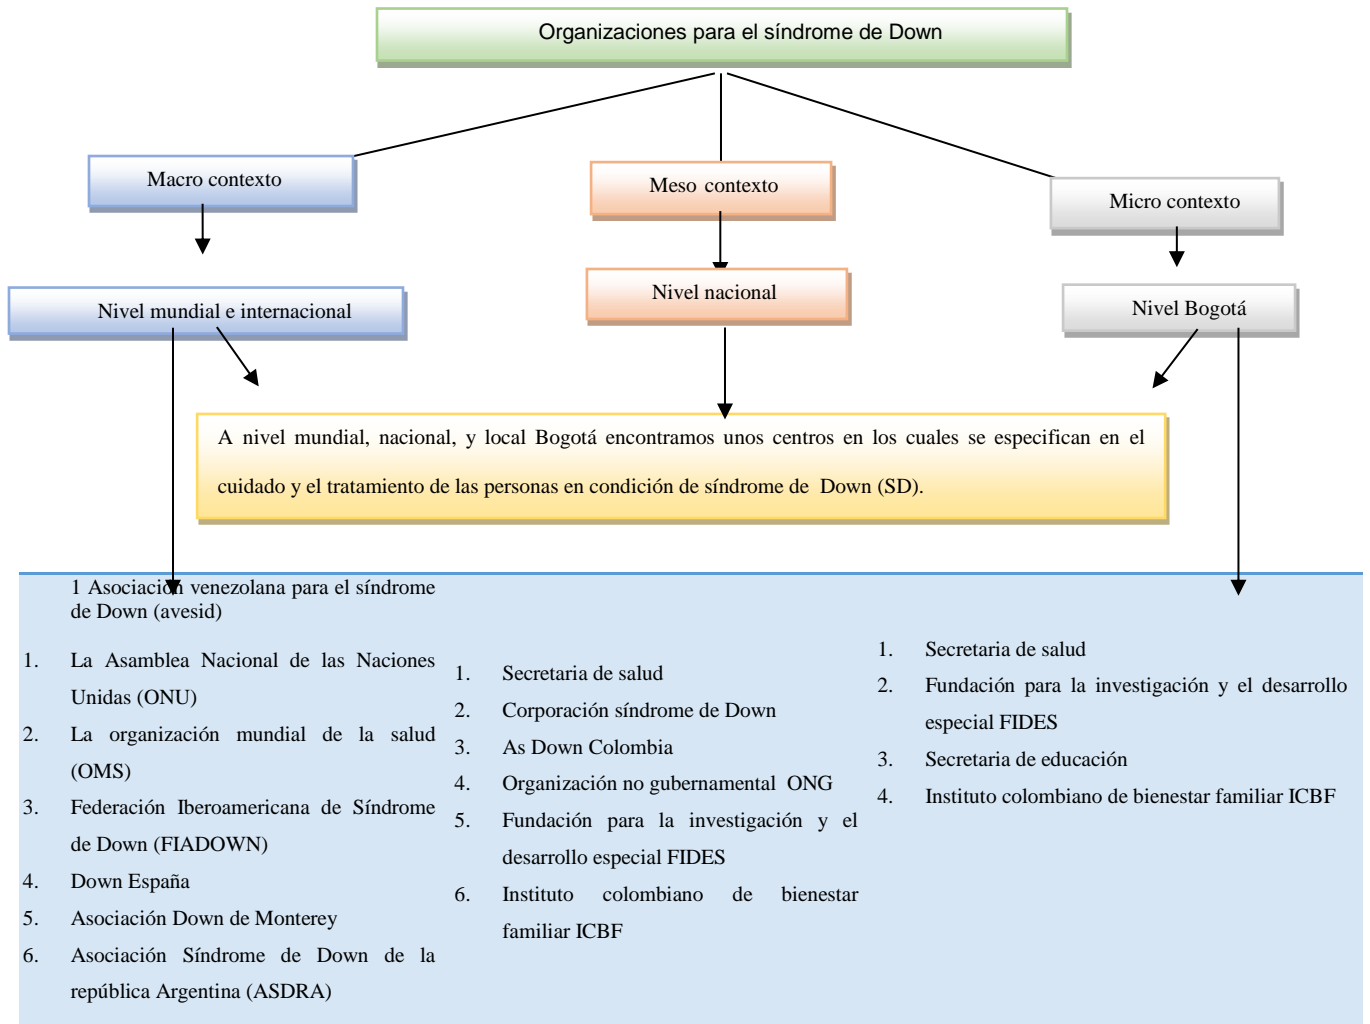 Organizaciones para el síndrome de Down
Macro contexto
Meso contexto
Micro contexto
Nivel mundial e internacional
Nivel nacional
Nivel Bogotá
A nivel mundial, nacional, y local Bogotá encontramos unos centros en los cuales se especifican en el
cuidado y el tratamiento de las personas en condición de síndrome de Down (SD).
1 Asociación venezolana para el síndrome
de Down (avesid)
1. La Asamblea Nacional de las Naciones
Unidas (ONU)
2. La organización mundial de la salud
(OMS)
3. Federación Iberoamericana de Síndrome
de Down (FIADOWN)
4. Down España
5. Asociación Down de Monterey
6. Asociación Síndrome de Down de la
república Argentina (ASDRA)
1. Secretaria de salud
2. Corporación síndrome de Down
3. As Down Colombia
4. Organización no gubernamental ONG
5. Fundación para la investigación y el
desarrollo especial FIDES
6. Instituto colombiano de bienestar
familiar ICBF
1. Secretaria de salud
2. Fundación para la investigación y el desarrollo
especial FIDES
3. Secretaria de educación
4. Instituto colombiano de bienestar familiar ICBF